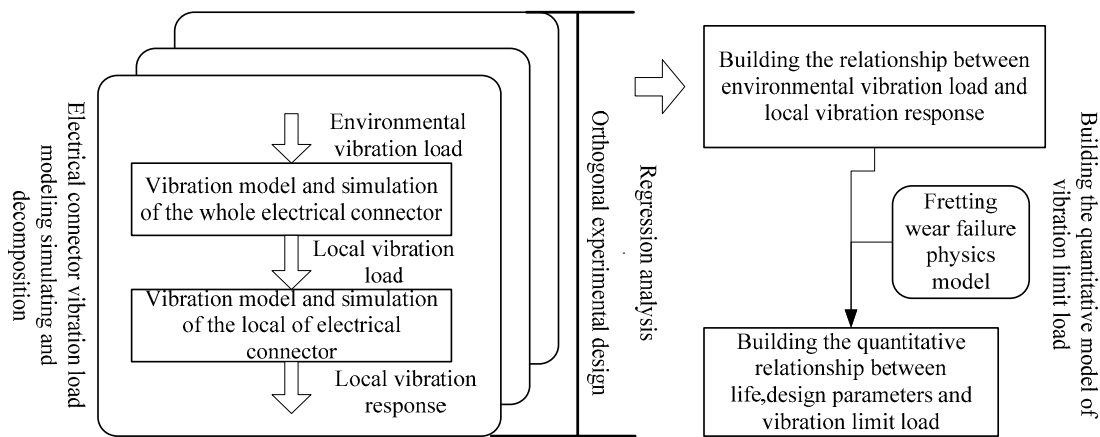 Electrical connector vibration load
modeling simulating and
decomposition
Environmental
vibration load
Vibration model and simulation
of the whole electrical connector
Local vibration
load
Vibration model and simulation
of the local of electrical
connector
Local vibration
response
Orthogonal experimental design
Regression analysis
Building the relationship between
environmental vibration load and
local vibration response
Fretting
wear failure
physics
model
Building the quantitative
relationship between
life,design parameters and
vibration limit load
Building the quantitative model of
vibration limit load